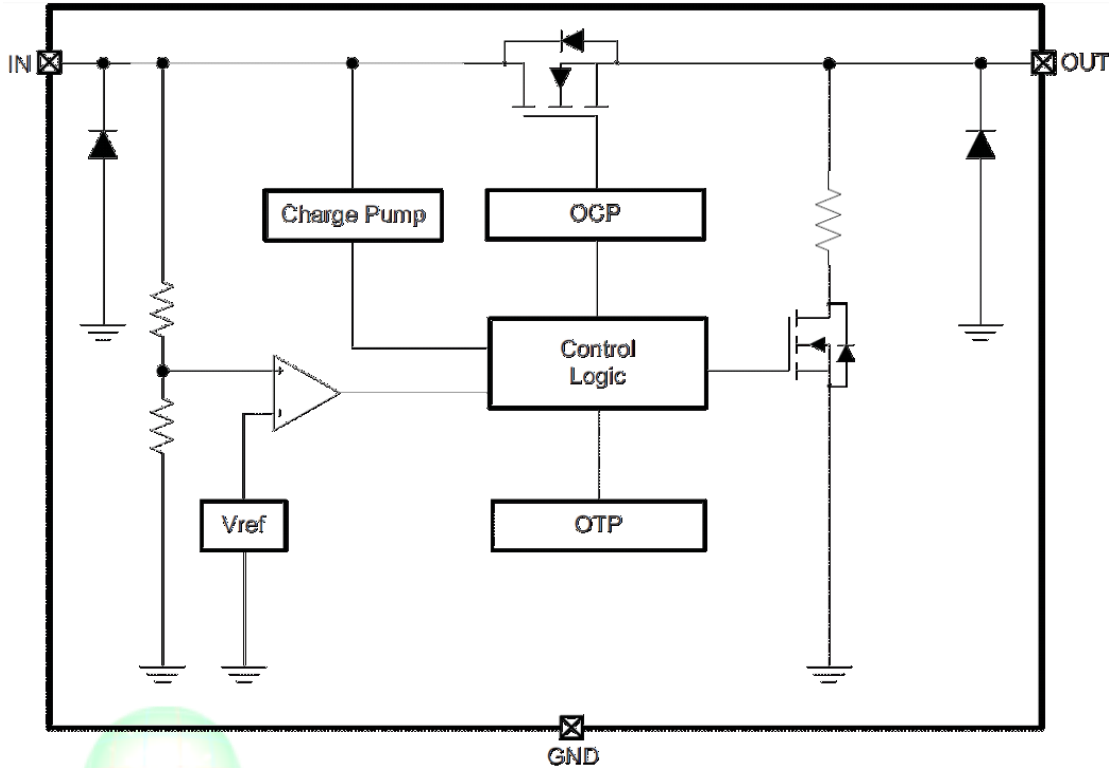 IN
OUT
Charge Pump
OCP
Control
Logic
+
-
Vref
OTP
GND